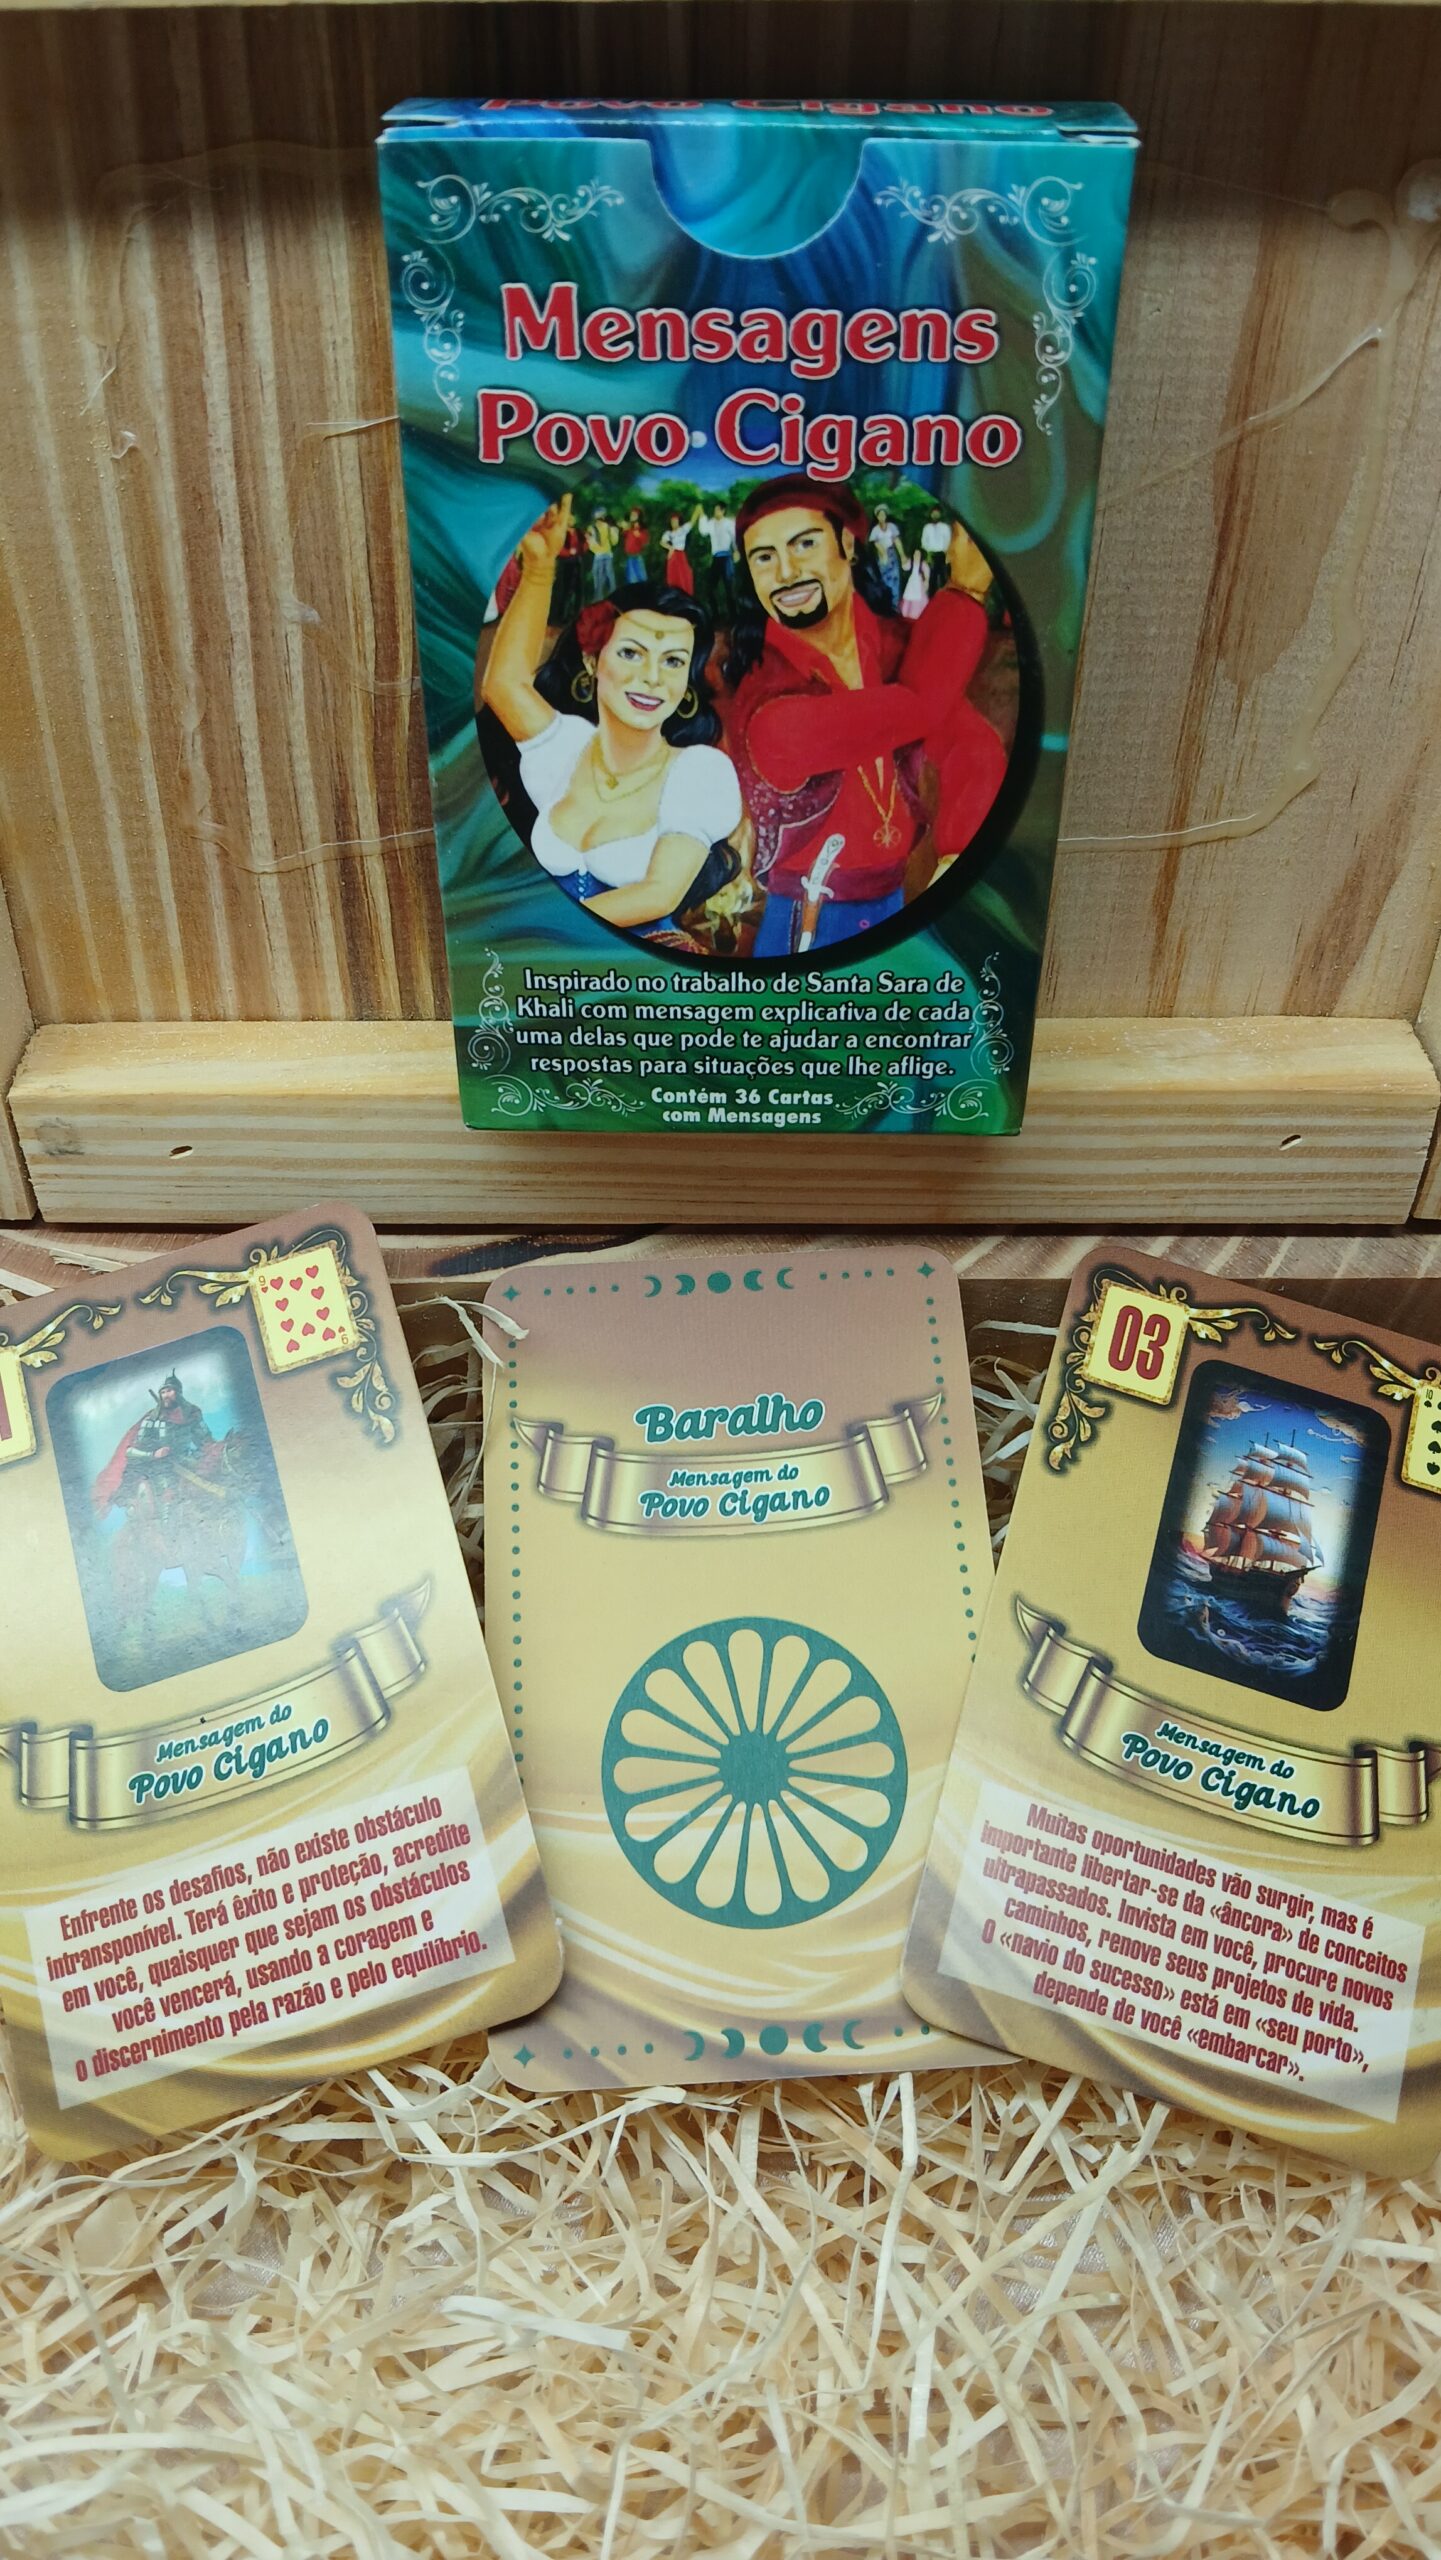 Povo Cigano
Mensagens
Povo Cigano
Inspirado no trabalho de Santa Sara de
Khali com mensagem explicativa de cada
uma delas que pode te ajudar a encontrar
respostas para situações que lhe aflige.
Contém 36 Cartas
com Mensagens
9
9
Mensagem do
Povo Cigano
Enfrente os desafios, não existe obstáculo
intransponível. Terá êxito e proteção, acredite
em você, quaisquer que sejam os obstáculos
você vencerá, usando a coragem e
o discernimento pela razão e pelo equilíbrio.
Baralho
Mensagem do
Povo Cigano
03
10
Mensagem do
Povo Cigano
Muitas oportunidades vão surgir, mas é
importante libertar-se da «âncora» de conceitos
ultrapassados. Invista em você, procure novos
caminhos, renove seus projetos de vida.
O «navio do sucesso» está em «seu porto»,
depende de você «embarcar».